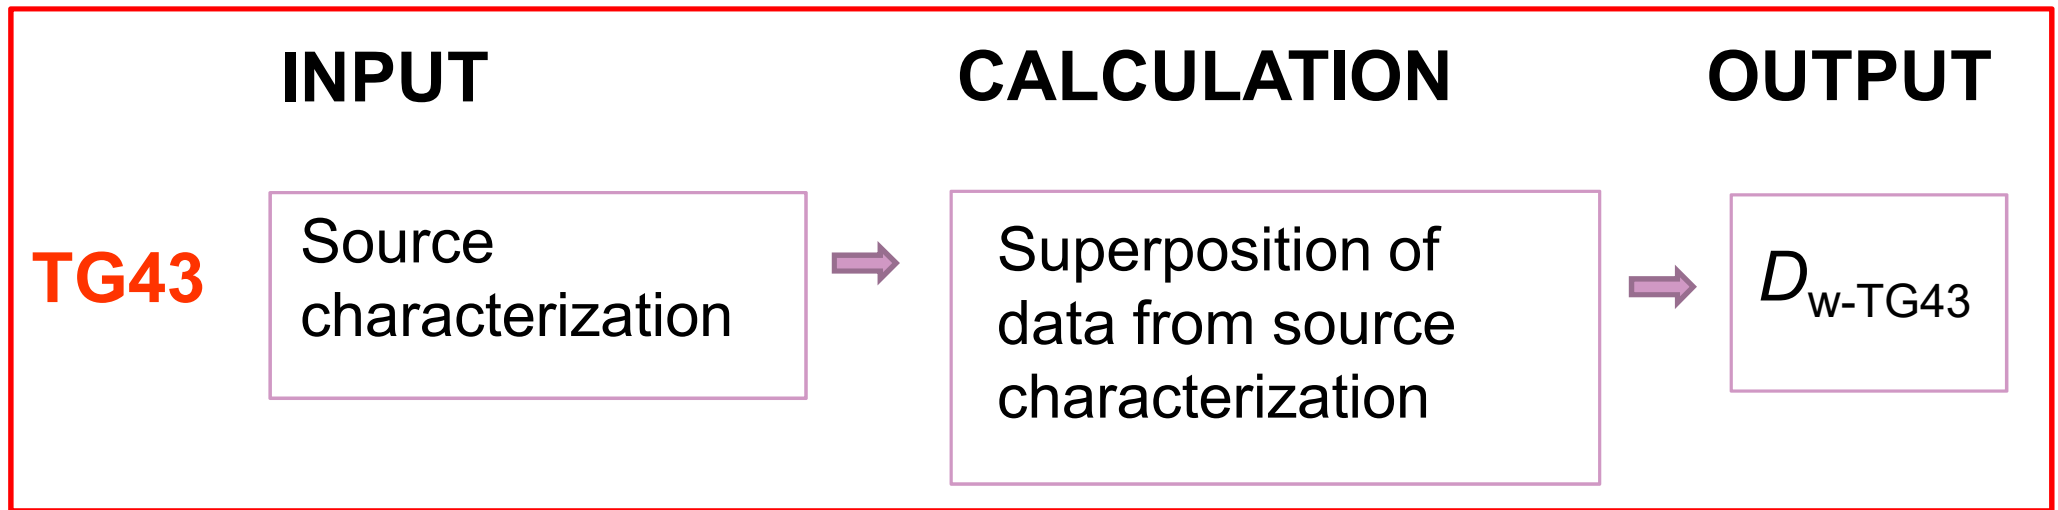 INPUT CALCULATION OUTPUT
TG43
Source
characterization
Superposition of
data from source
characterization
Dw-TG43